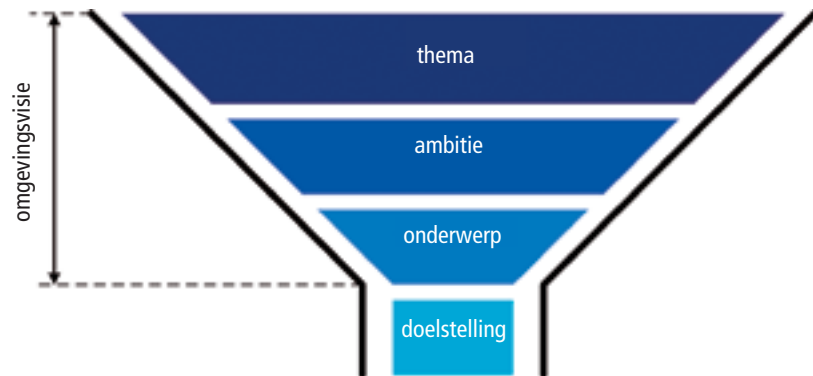 thema
ambitie
omgevingsvisie
onderwerp
doelstelling